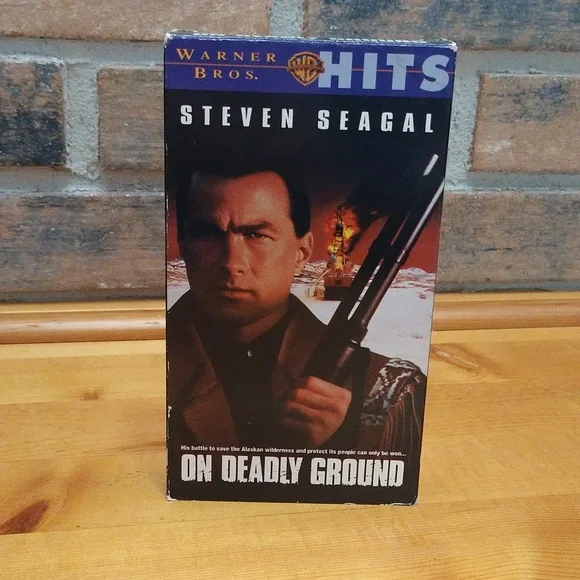 WARNER BROS. WB HITS
STEVEN SEAGAL
His battle to save the Alaskan wilderness and protect its people can only be won...
ON DEADLY GROUND